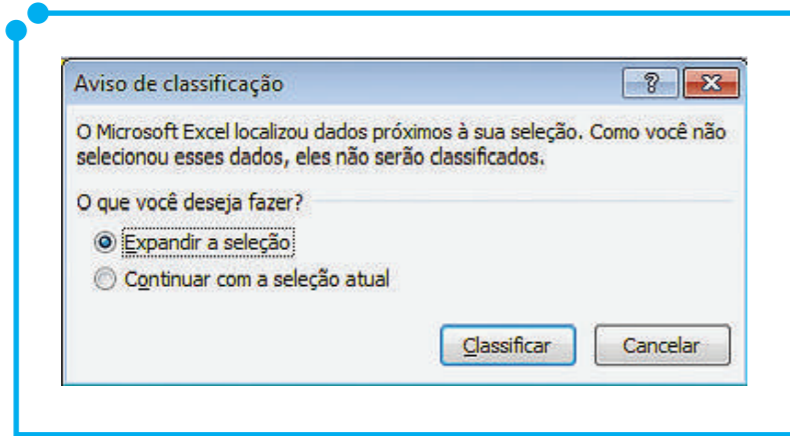 Aviso de classificação
O Microsoft Excel localizou dados próximos à sua seleção. Como você não
selecionou esses dados, eles não serão classificados.
O que você deseja fazer?
Expandir a seleção
Continuar com a seleção atual
Classificar
Cancelar